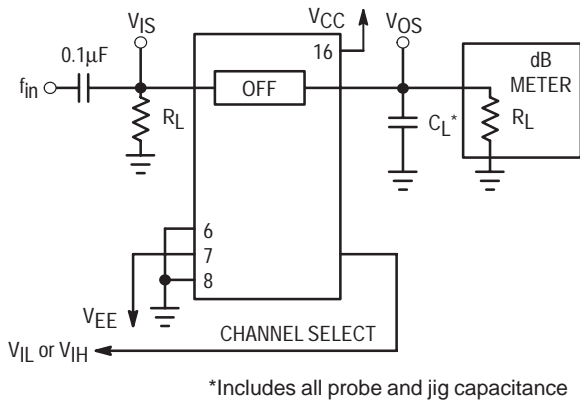 VIS
VCC
VOS
0.1µF
16
dB
METER
fin
OFF
RL
CL*
RL
6
7
8
VEE
CHANNEL SELECT
VIL or VIH
*Includes all probe and jig capacitance